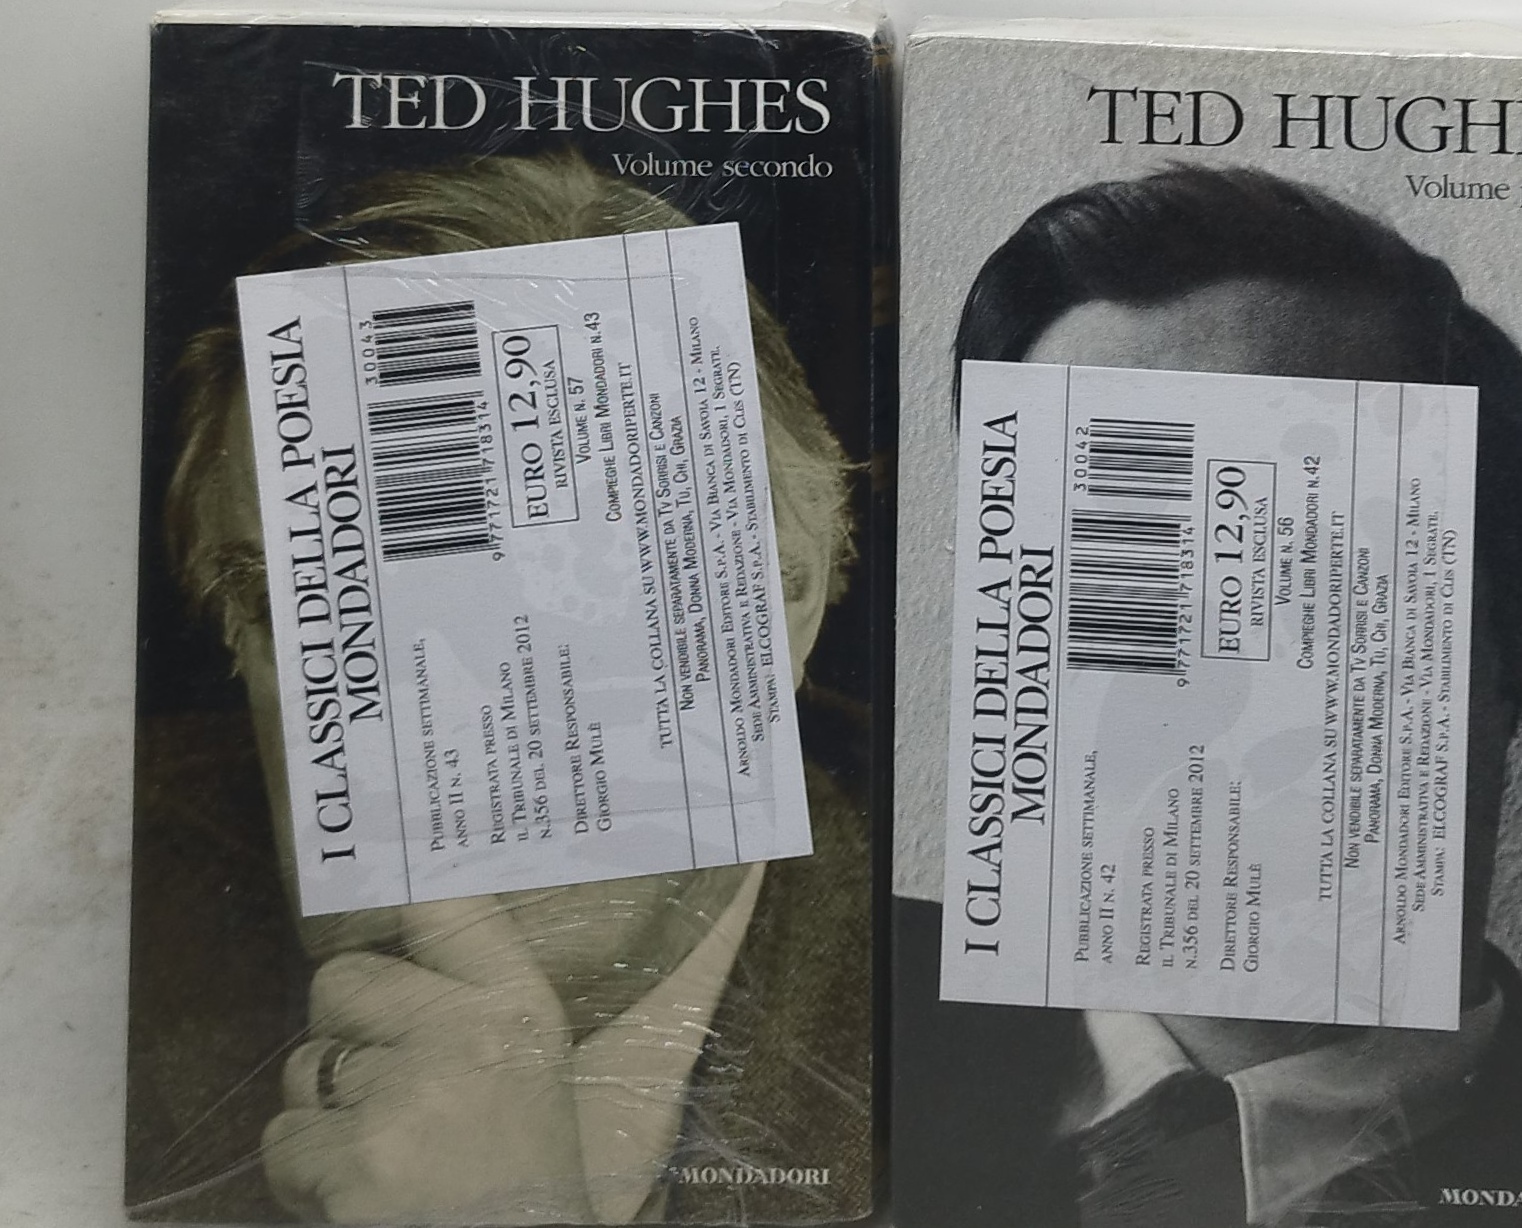 TED HUGHES
Volume secondo
I CLASSICI DELLA POESIA
MONDADORI
PUBBLICAZIONE SETTIMANALE,
ANNO II N. 43
REGISTRATA PRESSO
IL TRIBUNALE DI MILANO
N.356 DEL 20 SETTEMBRE 2012
DIRETTORE RESPONSABILE:
GIORGIO MULÈ
30043
9 771721 718314
EURO 12,90
RIVISTA ESCLUSA
VOLUME N. 57
COMPIEGHE LIBRI MONDADORI N.43
TUTTA LA COLLANA SU WWW.MONDADORIPERTE.IT
NON VENDIBILE SEPARATAMENTE DA TV SORRISI E CANZONI
PANORAMA, DONNA MODERNA, TU, CHI, GRAZIA
ARNOLDO MONDADORI EDITORE S.P.A. - VIA BIANCA DI SAVOIA 12 - MILANO
SEDE AMMINISTRATIVA E REDAZIONE - VIA MONDADORI, 1 SEGRATE.
STAMPA: ELCOGRAF S.P.A. - STABILIMENTO DI CLES (TN)
MONDADORI
TED HUGH
Volume
I CLASSICI DELLA POESIA
MONDADORI
PUBBLICAZIONE SETTIMANALE,
ANNO II N. 42
REGISTRATA PRESSO
IL TRIBUNALE DI MILANO
N.356 DEL 20 SETTEMBRE 2012
DIRETTORE RESPONSABILE:
GIORGIO MULÈ
30042
9 771721 718314
EURO 12,90
RIVISTA ESCLUSA
VOLUME N. 56
COMPIEGHE LIBRI MONDADORI N.42
TUTTA LA COLLANA SU WWW.MONDADORIPERTE.IT
NON VENDIBILE SEPARATAMENTE DA TV SORRISI E CANZONI
PANORAMA, DONNA MODERNA, TU, CHI, GRAZIA
ARNOLDO MONDADORI EDITORE S.P.A. - VIA BIANCA DI SAVOIA 12 - MILANO
SEDE AMMINISTRATIVA E REDAZIONE - VIA MONDADORI, 1 SEGRATE.
STAMPA: ELCOGRAF S.P.A. - STABILIMENTO DI CLES (TN)
MONDA